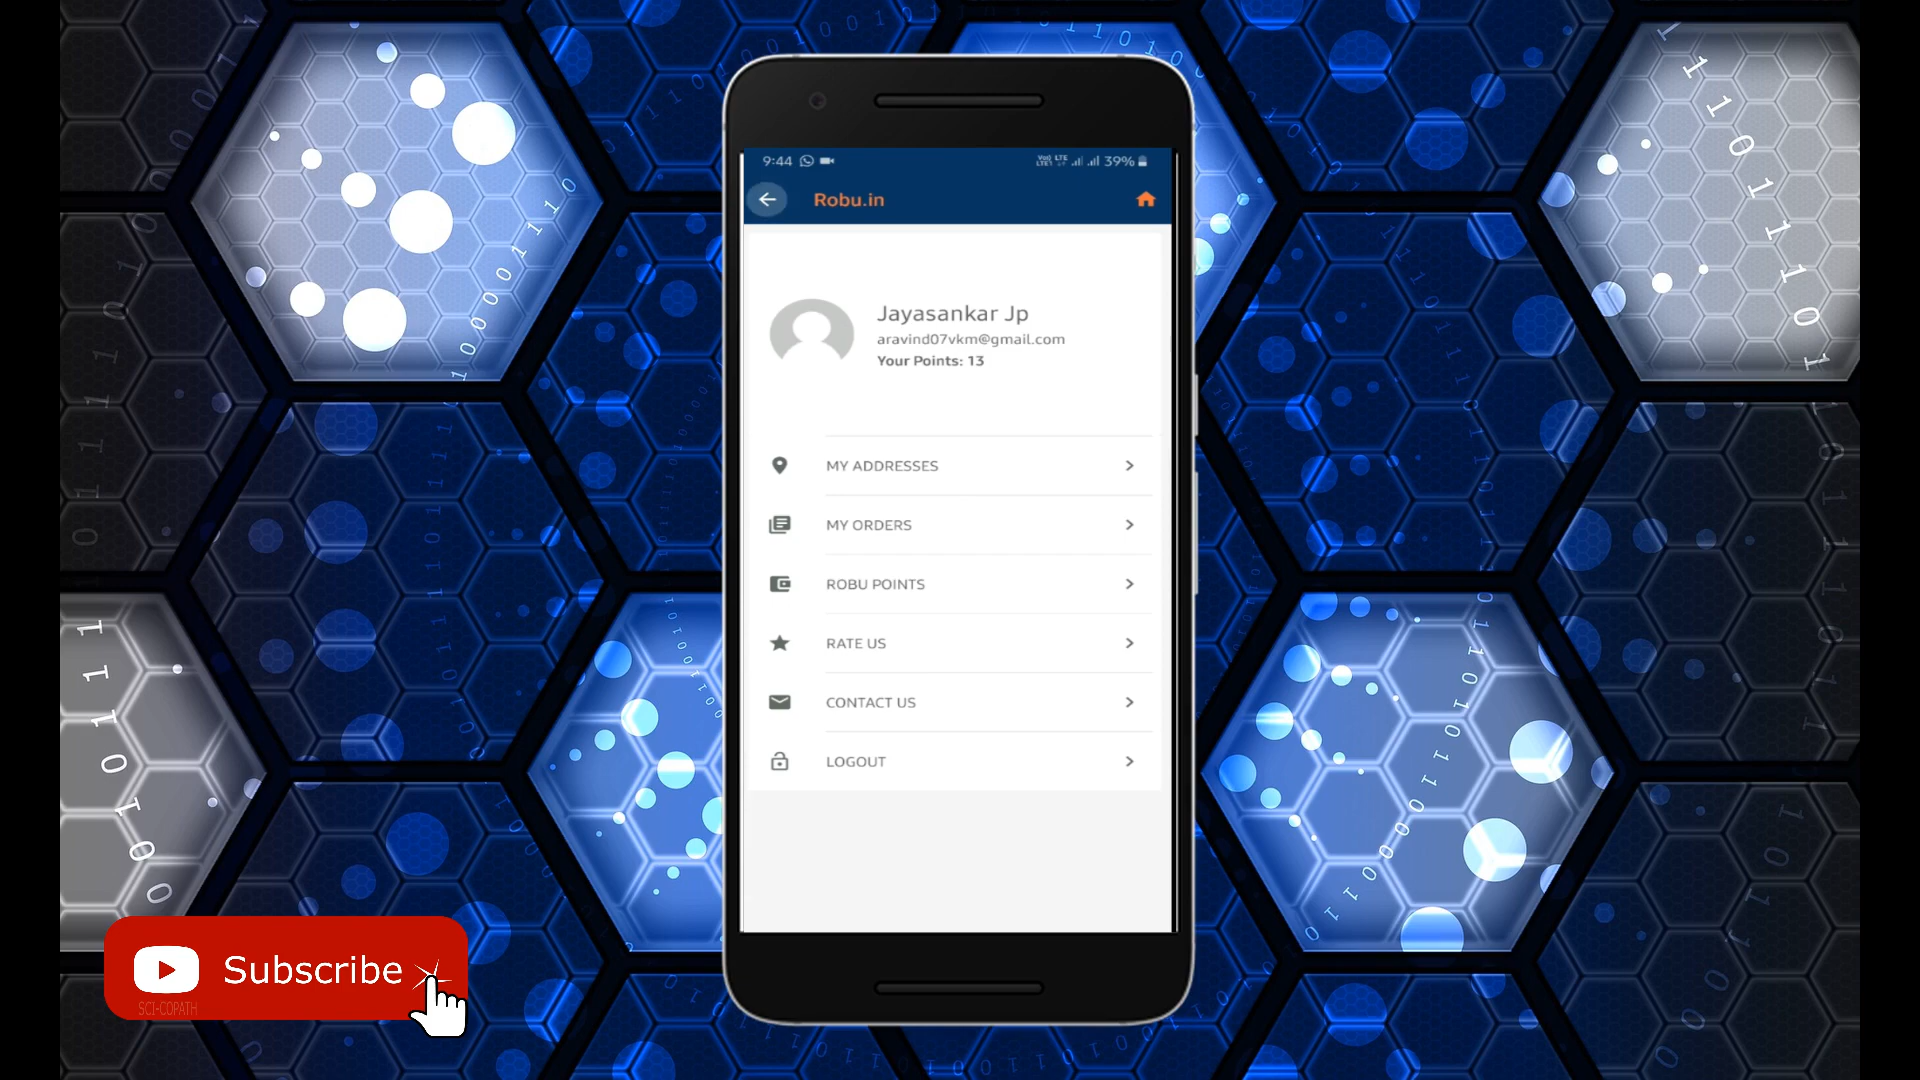 9:44
39%
Robu.in
Jayasankar Jp
aravind07vkm@gmail.com
Your Points: 13
MY ADDRESSES
MY ORDERS
ROBU POINTS
RATE US
CONTACT US
LOGOUT
Subscribe
SCI-COPATH